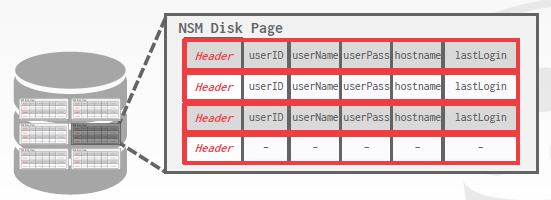 NSM Disk Page
Header userID userName userPass hostname lastLogin
Header userID userName userPass hostname lastLogin
Header userID userName userPass hostname lastLogin
Header - - - - -